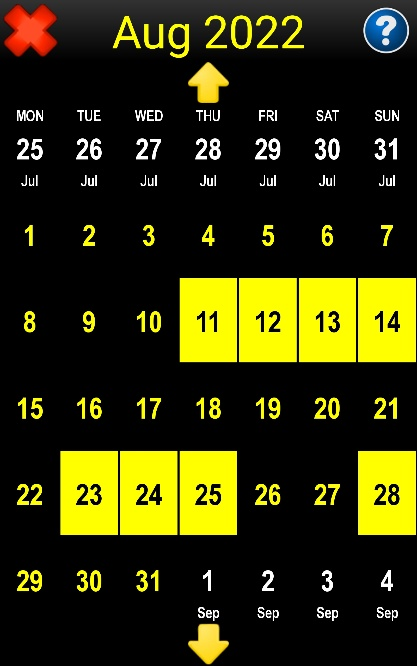 Aug 2022
?
MON TUE WED THU FRI SAT SUN
25 26 27 28 29 30 31
Jul Jul Jul Jul Jul Jul Jul
1 2 3 4 5 6 7
8 9 10 11 12 13 14
15 16 17 18 19 20 21
22 23 24 25 26 27 28
29 30 31 1 2 3 4
Sep Sep Sep Sep